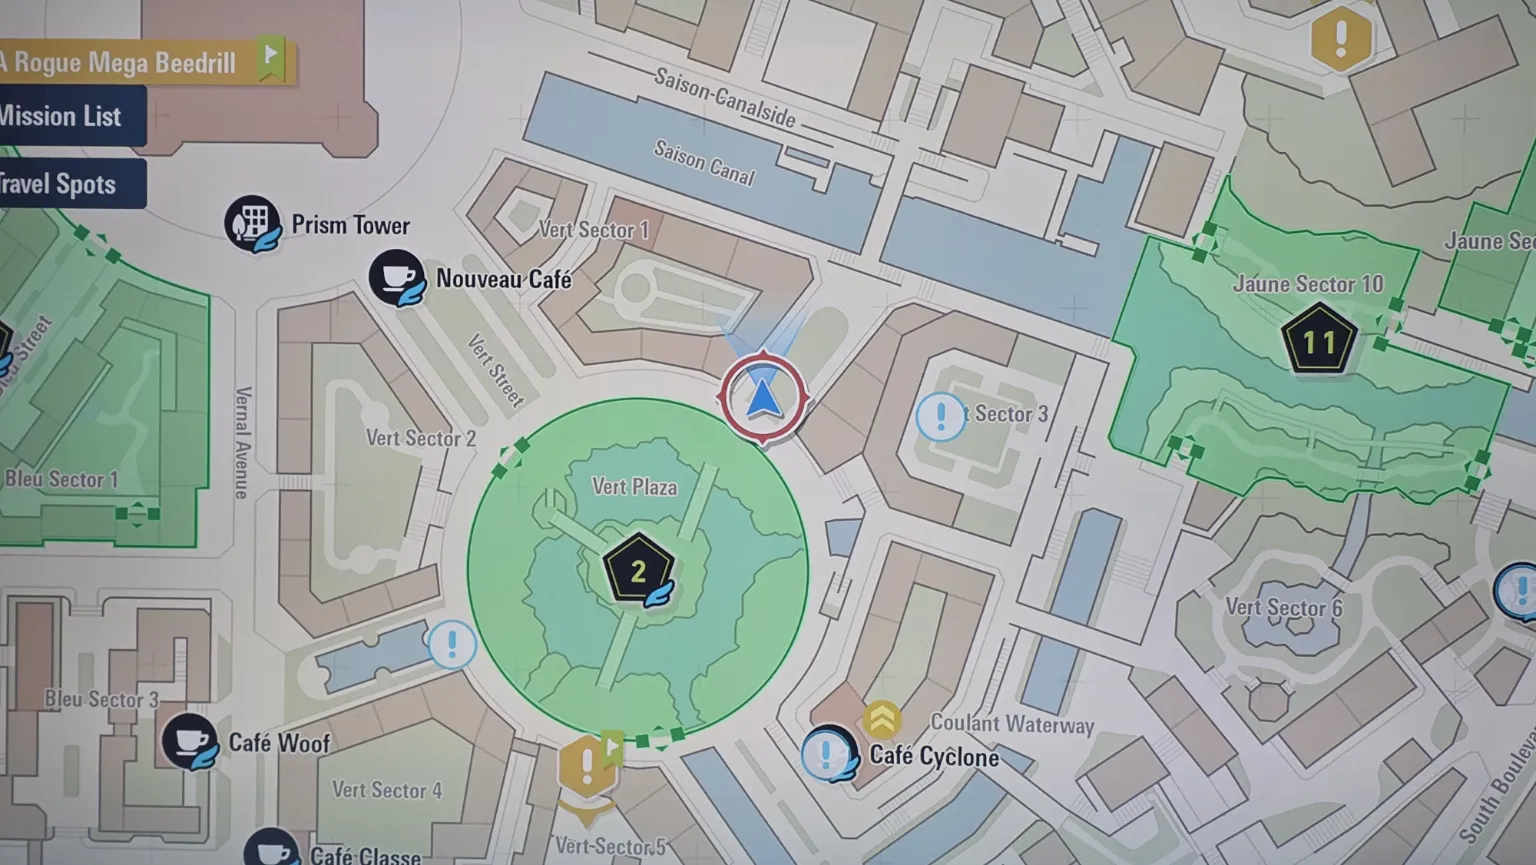 A Rogue Mega Beedrill
Mission List
Travel Spots
Prism Tower
Nouveau Café
Saison-Canalside
Saison Canal
Vert Sector 1
Vert Street
Vernal Avenue
Vert Sector 2
Bleu Sector 1
Vert Plaza
2
Sector 3
Jaune Sector 10
11
Jaune Sec
Vert Sector 6
Bleu Sector 3
Café Woof
Vert Sector 4
Café Classe
Vert Sector 5
Café Cyclone
Coulant Waterway
South Boulevar